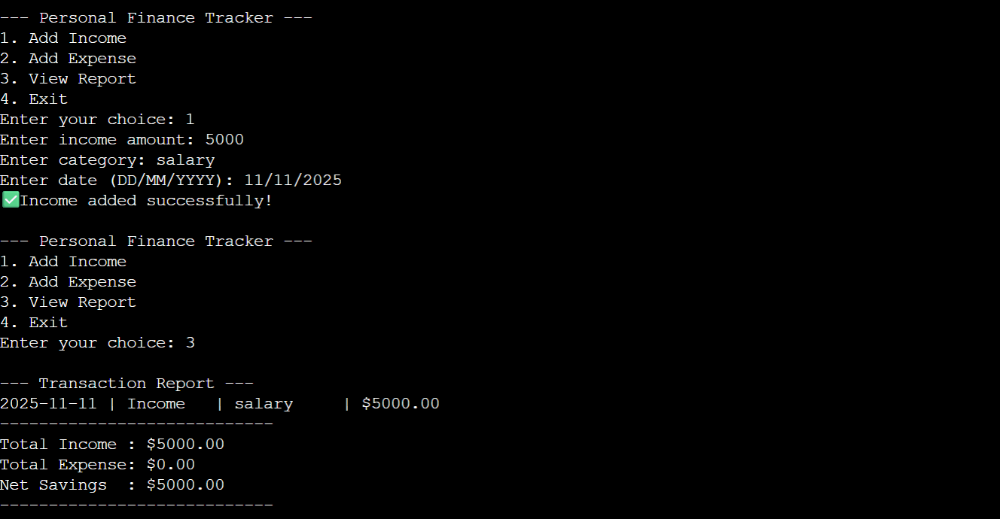 --- Personal Finance Tracker ---
1. Add Income
2. Add Expense
3. View Report
4. Exit
Enter your choice: 1
Enter income amount: 5000
Enter category: salary
Enter date (DD/MM/YYYY): 11/11/2025
✅Income added successfully!

--- Personal Finance Tracker ---
1. Add Income
2. Add Expense
3. View Report
4. Exit
Enter your choice: 3

--- Transaction Report ---
2025-11-11 | Income   | salary     | $5000.00
----------------------------
Total Income : $5000.00
Total Expense: $0.00
Net Savings  : $5000.00
----------------------------